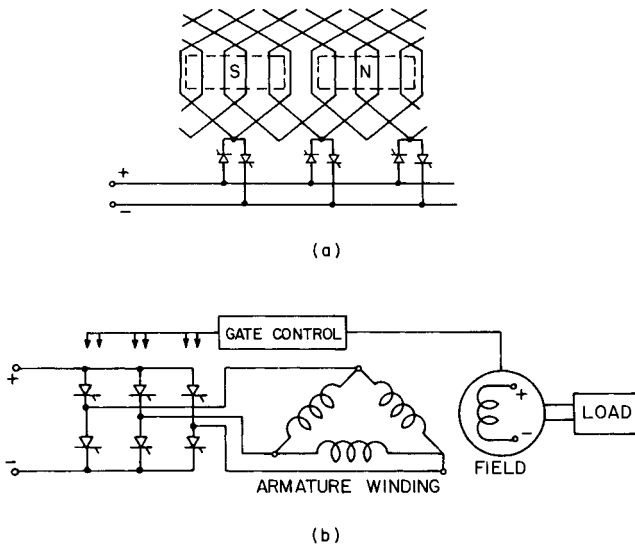 S N
+
−
(a)
GATE CONTROL
+
+
−
LOAD
−
FIELD
ARMATURE WINDING
(b)